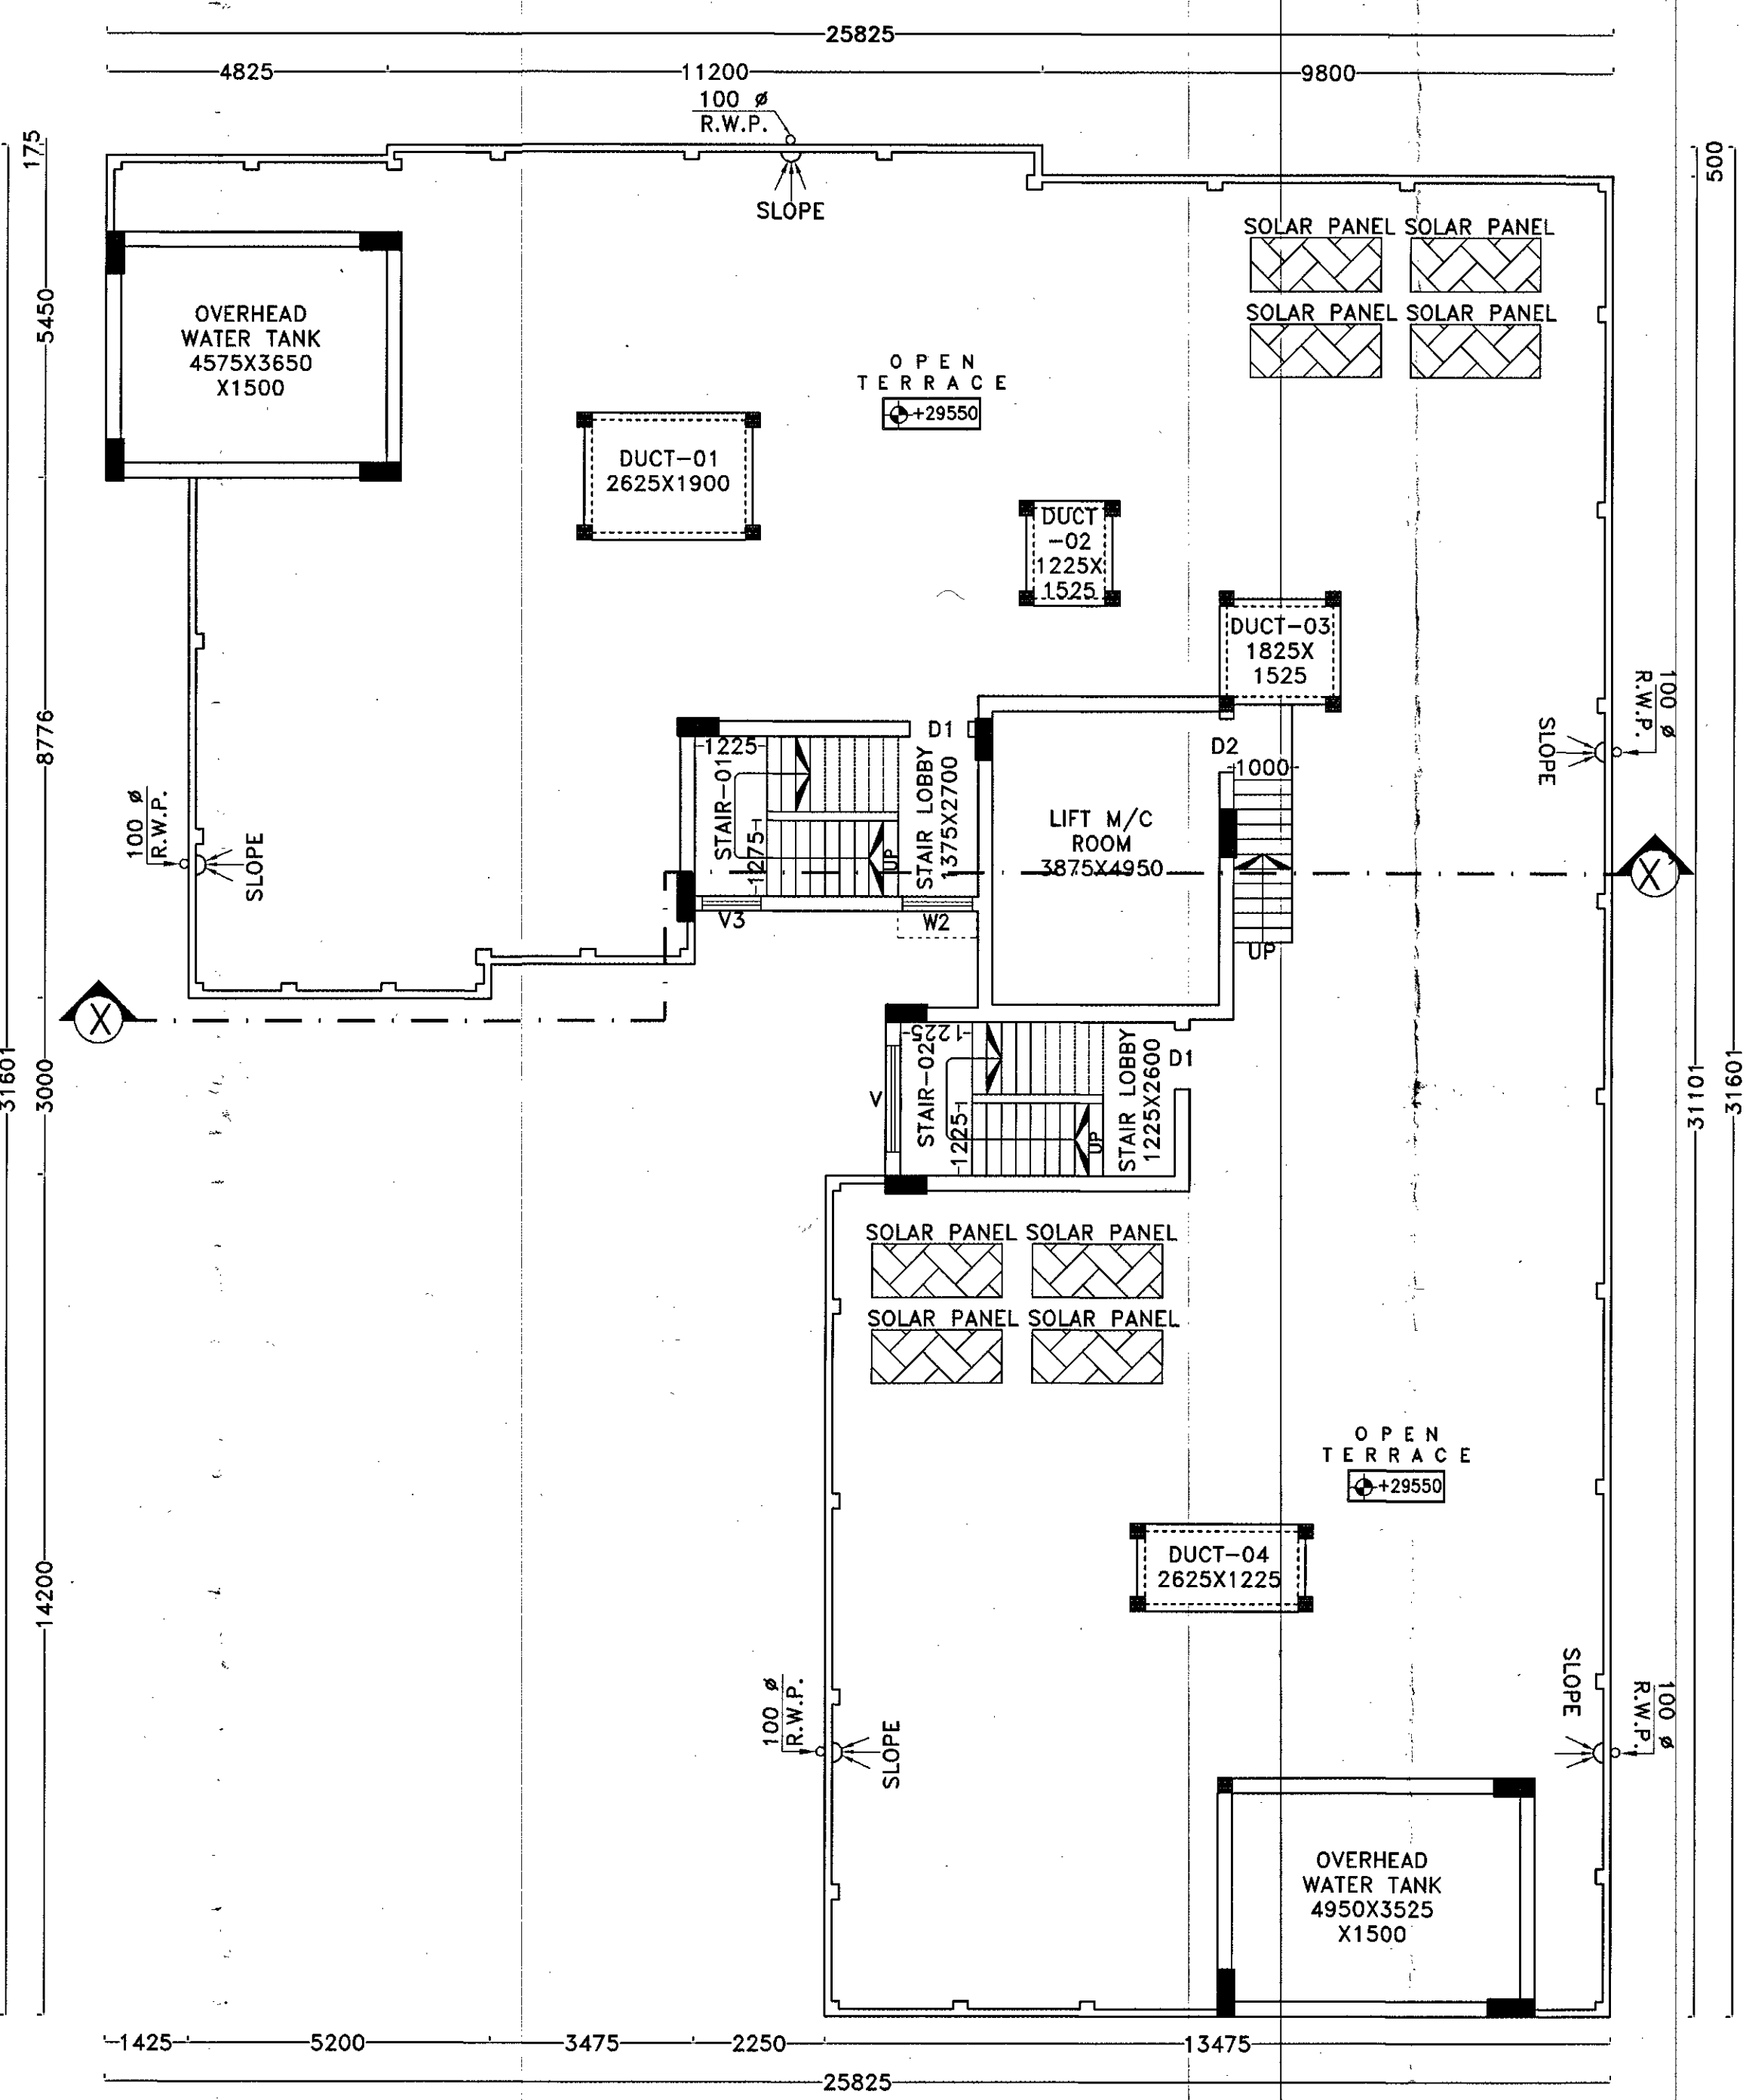 25825
4825
11200
9800
100 ø
R.W.P.
175
500
SLOPE
SOLAR PANEL SOLAR PANEL
5450
OVERHEAD
WATER TANK
4575X3650
X1500
SOLAR PANEL SOLAR PANEL
OPEN
TERRACE
+29550
DUCT-01
2625X1900
DUCT
-02
1225X
1525
DUCT-03
1825X
1525
100 ø
R.W.P.
SLOPE
8776
D1
D2
1225
1000
STAIR-01
1275
UP
STAIR LOBBY
1375X2700
LIFT M/C
ROOM
3875X4950
100 ø
R.W.P.
SLOPE
X
V3
W2
UP
X
31601
3000
1225
STAIR-02
1225
UP
V
STAIR LOBBY
1225X2600
D1
31101
31601
SOLAR PANEL SOLAR PANEL
SOLAR PANEL SOLAR PANEL
OPEN
TERRACE
+29550
14200
DUCT-04
2625X1225
100 ø
R.W.P.
SLOPE
SLOPE
100 ø
R.W.P.
OVERHEAD
WATER TANK
4950X3525
X1500
1425
5200
3475
2250
13475
25825